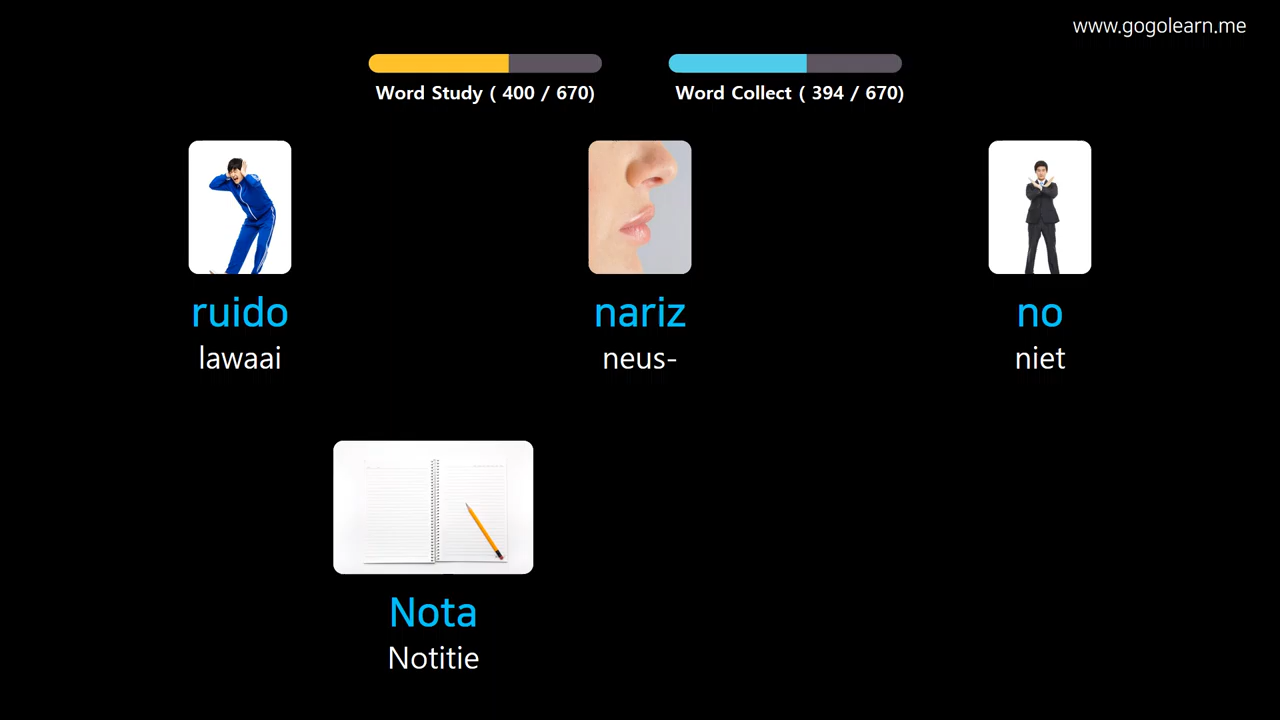 www.gogolearn.me
Word Study ( 400 / 670)
Word Collect ( 394 / 670)
ruido
lawaai
nariz
neus-
no
niet
Nota
Notitie